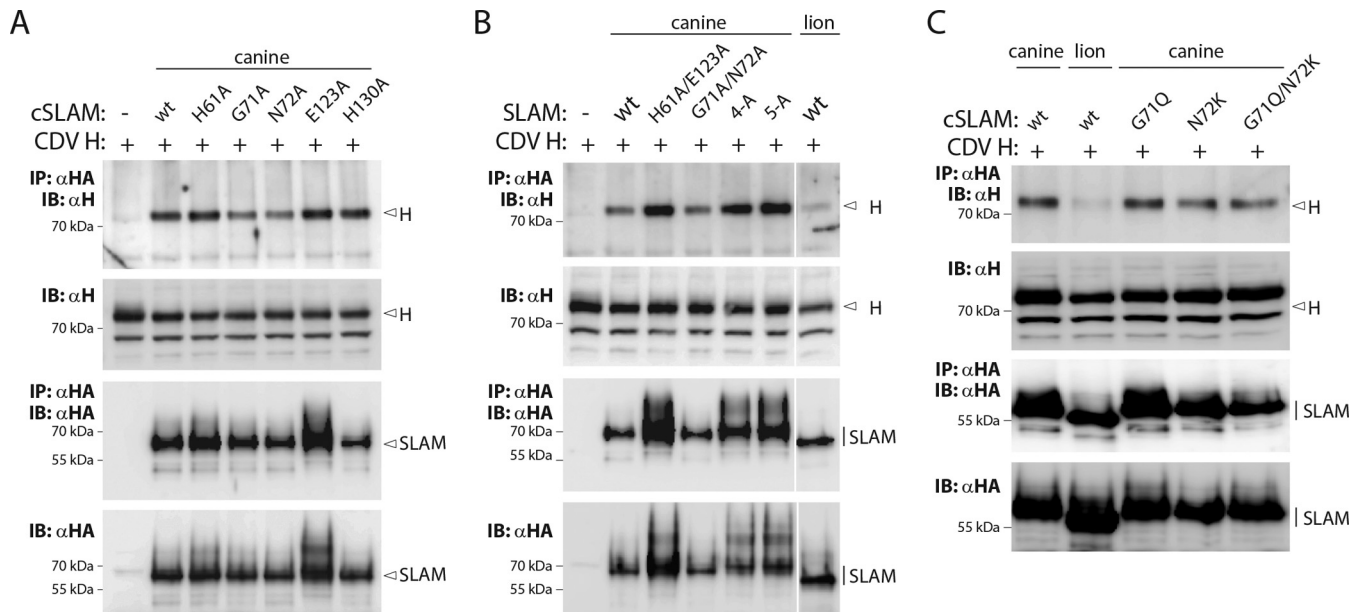 A
canine
cSLAM: - wt H61A G71A N72A E123A H130A
CDV H: + + + + + + +
IP: αHA
IB: αH
70 kDa
◁ H
IB: αH
70 kDa
◁ H
IP: αHA
IB: αHA
70 kDa
55 kDa
◁ SLAM
IB: αHA
70 kDa
55 kDa
◁ SLAM
B
canine lion
SLAM: - wt H61A/E123A G71A/N72A 4-A 5-A wt
CDV H: + + + + + + +
IP: αHA
IB: αH
70 kDa
◁ H
IB: αH
70 kDa
◁ H
IP: αHA
IB: αHA
70 kDa
55 kDa
SLAM
IB: αHA
70 kDa
55 kDa
SLAM
C
canine lion canine
cSLAM: wt wt G71Q N72K G71Q/N72K
CDV H: + + + + +
IP: αHA
IB: αH
70 kDa
◁ H
IB: αH
70 kDa
◁ H
IP: αHA
IB: αHA
55 kDa
SLAM
IB: αHA
55 kDa
SLAM